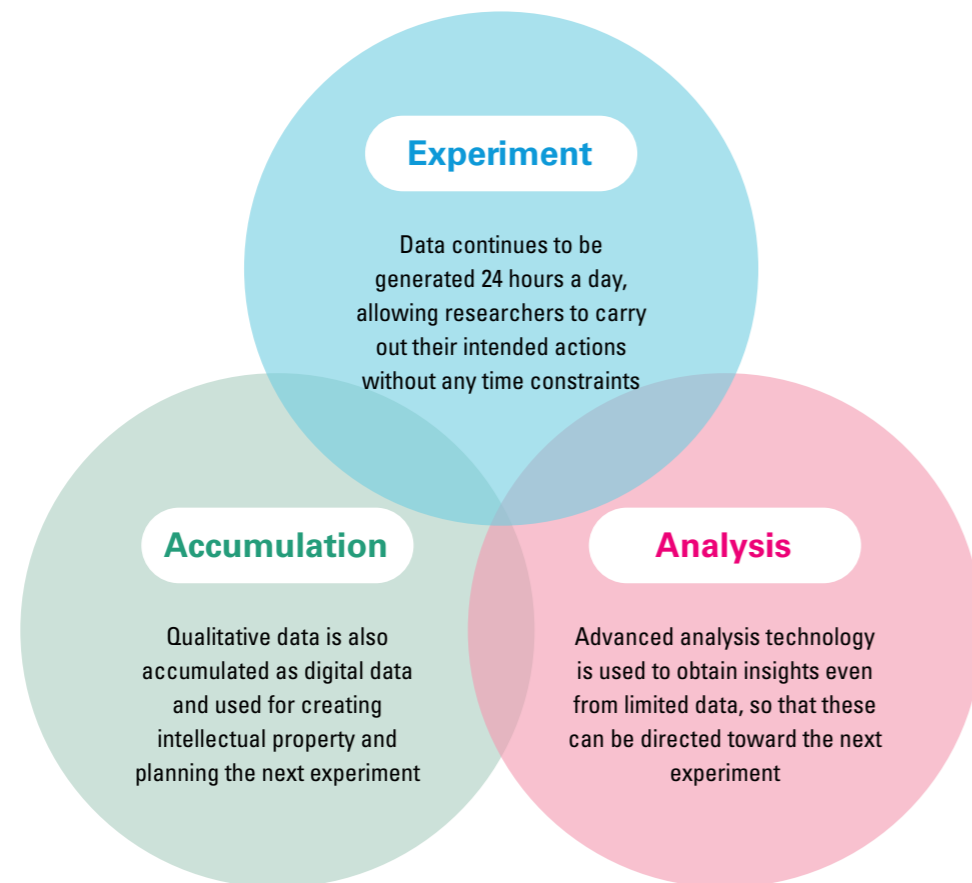 Experiment
Data continues to be
generated 24 hours a day,
allowing researchers to carry
out their intended actions
without any time constraints
Accumulation
Qualitative data is also
accumulated as digital data
and used for creating
intellectual property and
planning the next experiment
Analysis
Advanced analysis technology
is used to obtain insights even
from limited data, so that these
can be directed toward the next
experiment